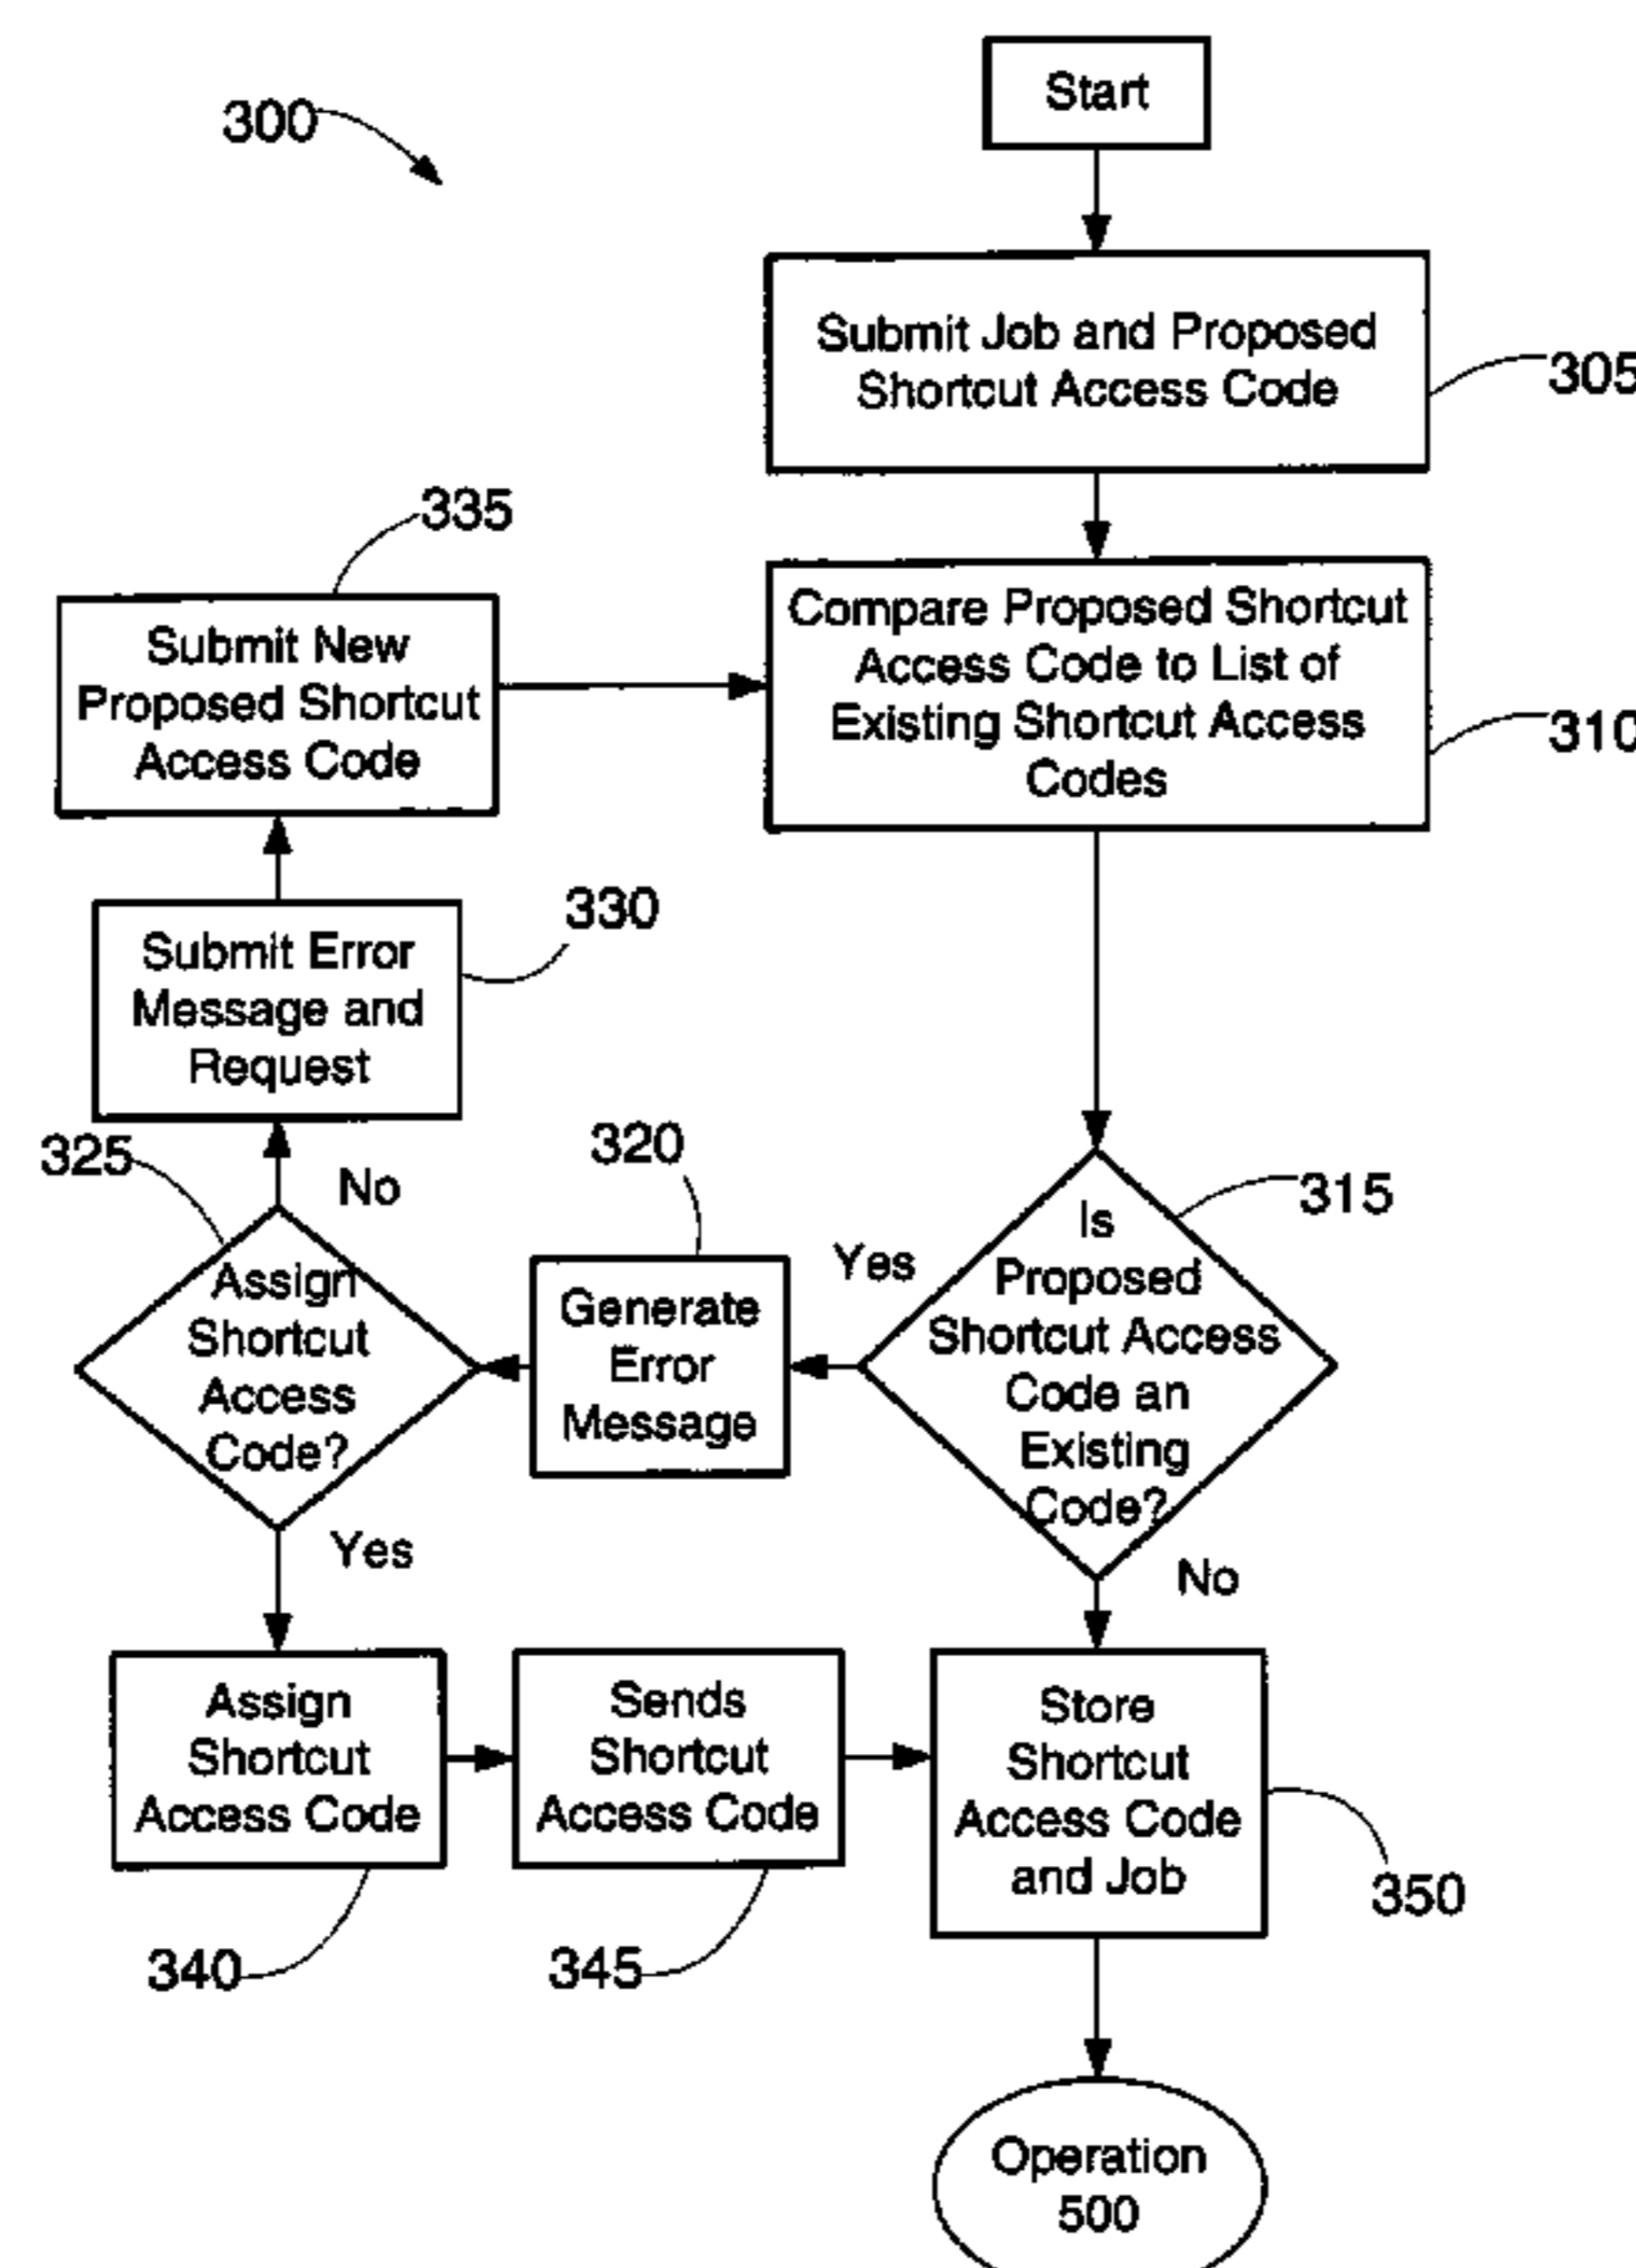 300
Start
Submit Job and Proposed
Shortcut Access Code
305
335
Submit New
Proposed Shortcut
Access Code
Compare Proposed Shortcut
Access Code to List of
Existing Shortcut Access
Codes
310
Submit Error
Message and
Request
330
325
No
320
315
Assign
Shortcut
Access
Code?
Generate
Error
Message
Yes
Is
Proposed
Shortcut Access
Code an
Existing
Code?
Yes
No
Assign
Shortcut
Access Code
Sends
Shortcut
Access Code
Store
Shortcut
Access Code
and Job
340
345
350
Operation
500